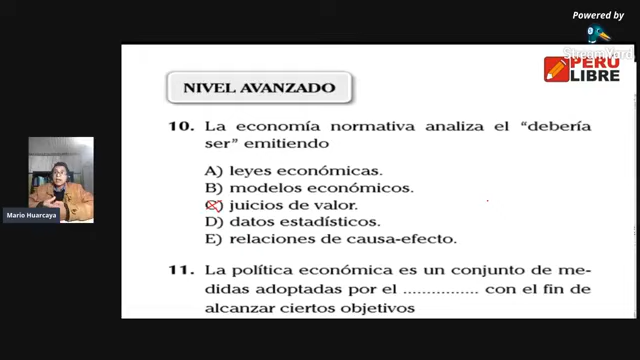 Powered by
StreamYard
PERÚ
LIBRE
NIVEL AVANZADO
10. La economía normativa analiza el "debería
ser" emitiendo
A) leyes económicas.
B) modelos económicos.
C) juicios de valor.
D) datos estadísticos.
E) relaciones de causa-efecto.
Mario Huarcaya
11. La política económica es un conjunto de me-
didas adoptadas por el ................ con el fin de
alcanzar ciertos objetivos